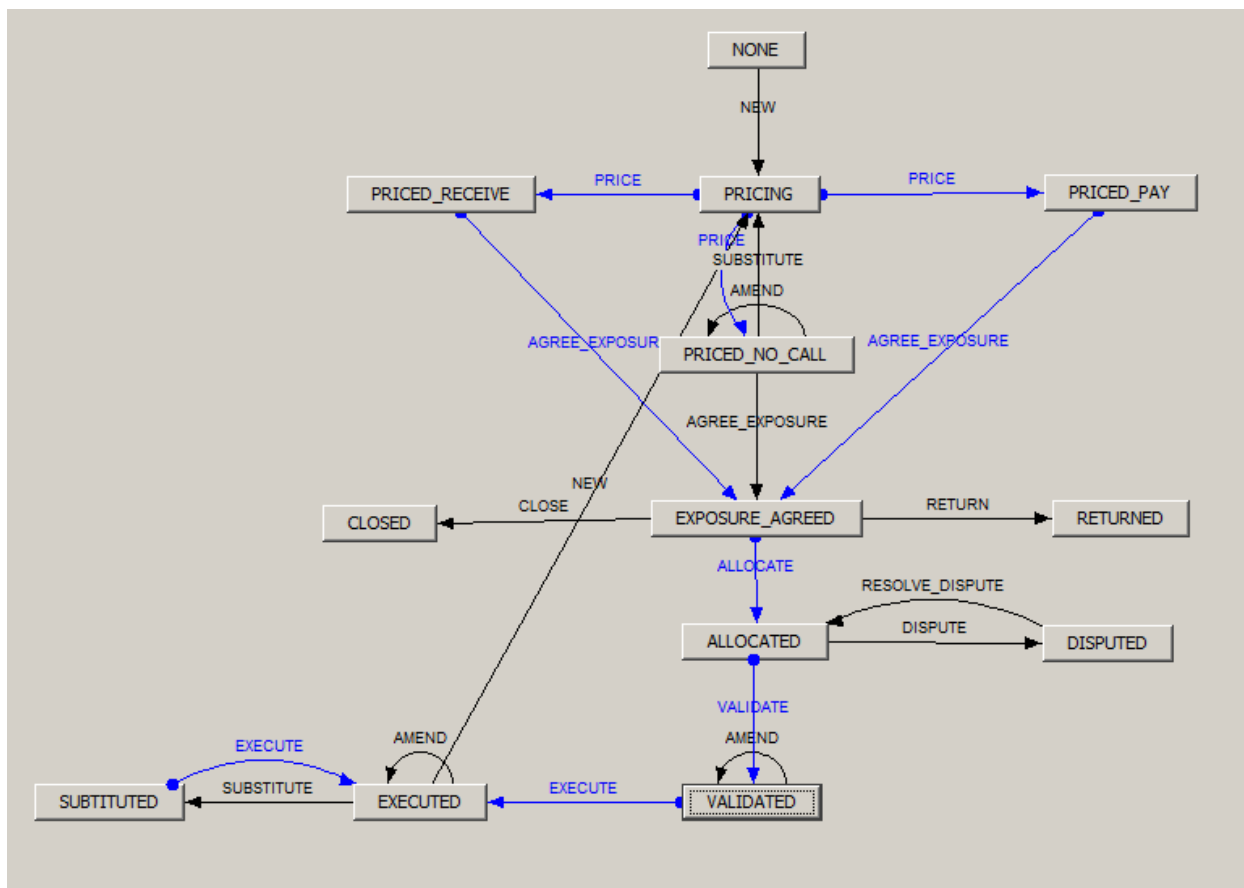 NONE
NEW
PRICED_RECEIVE
PRICE
PRICING
PRICE
PRICED_PAY
PRICE
SUBSTITUTE
AMEND
AGREE_EXPOSUR
PRICED_NO_CALL
AGREE_EXPOSURE
AGREE_EXPOSURE
NEW
CLOSED
CLOSE
EXPOSURE_AGREED
RETURN
RETURNED
ALLOCATE
RESOLVE_DISPUTE
ALLOCATED
DISPUTE
DISPUTED
VALIDATE
EXECUTE
AMEND
AMEND
SUBTITUTED
SUBSTITUTE
EXECUTED
EXECUTE
VALIDATED